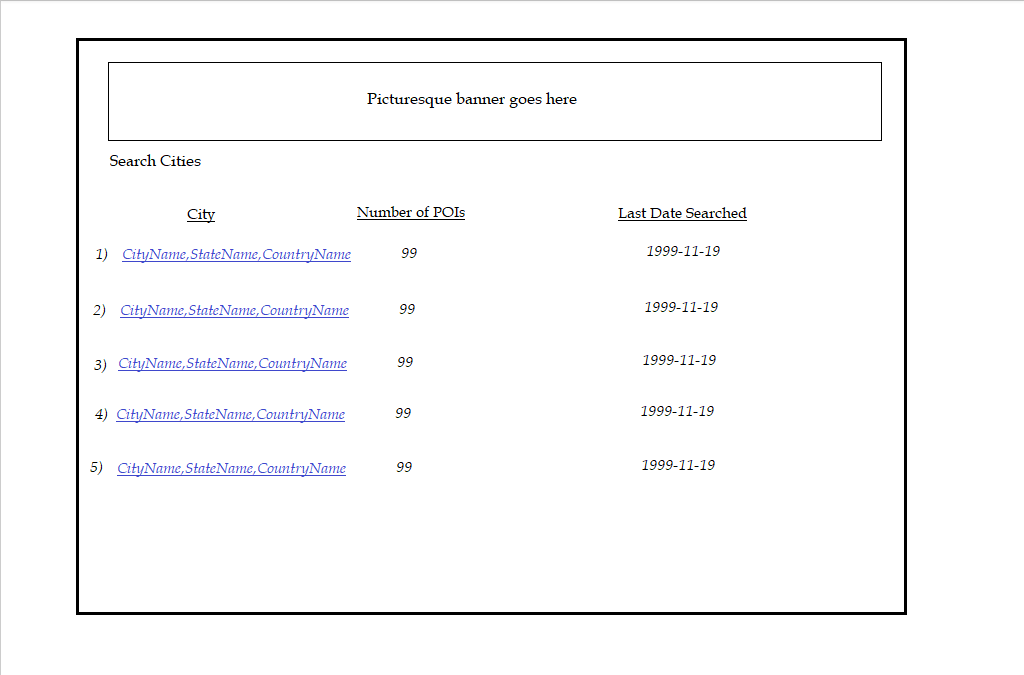 Picturesque banner goes here
Search Cities
City Number of POIs Last Date Searched
1) CityName,StateName,CountryName 99 1999-11-19
2) CityName,StateName,CountryName 99 1999-11-19
3) CityName,StateName,CountryName 99 1999-11-19
4) CityName,StateName,CountryName 99 1999-11-19
5) CityName,StateName,CountryName 99 1999-11-19